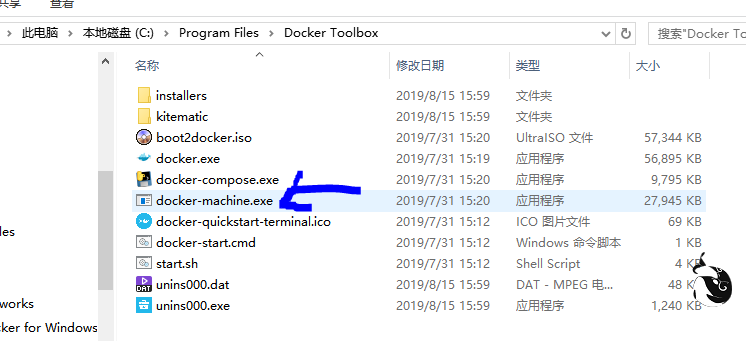 共享 查看
此电脑 › 本地磁盘 (C:) › Program Files › Docker Toolbox 搜索"Docker To
名称 修改日期 类型 大小
installers 2019/8/15 15:59 文件夹
kitematic 2019/8/15 15:59 文件夹
boot2docker.iso 2019/7/31 15:20 UltraISO 文件 57,344 KB
docker.exe 2019/7/31 15:19 应用程序 56,895 KB
docker-compose.exe 2019/7/31 15:20 应用程序 9,795 KB
docker-machine.exe 2019/7/31 15:20 应用程序 27,945 KB
docker-quickstart-terminal.ico 2019/7/31 15:12 ICO 图片文件 69 KB
les docker-start.cmd 2019/7/31 15:12 Windows 命令脚本 1 KB
start.sh 2019/7/31 15:12 Shell Script 4 KB
unins000.dat 2019/8/15 15:59 DAT - MPEG 电... 48 K
works unins000.exe 2019/8/15 15:59 应用程序 1,240 KB
cker for Windows